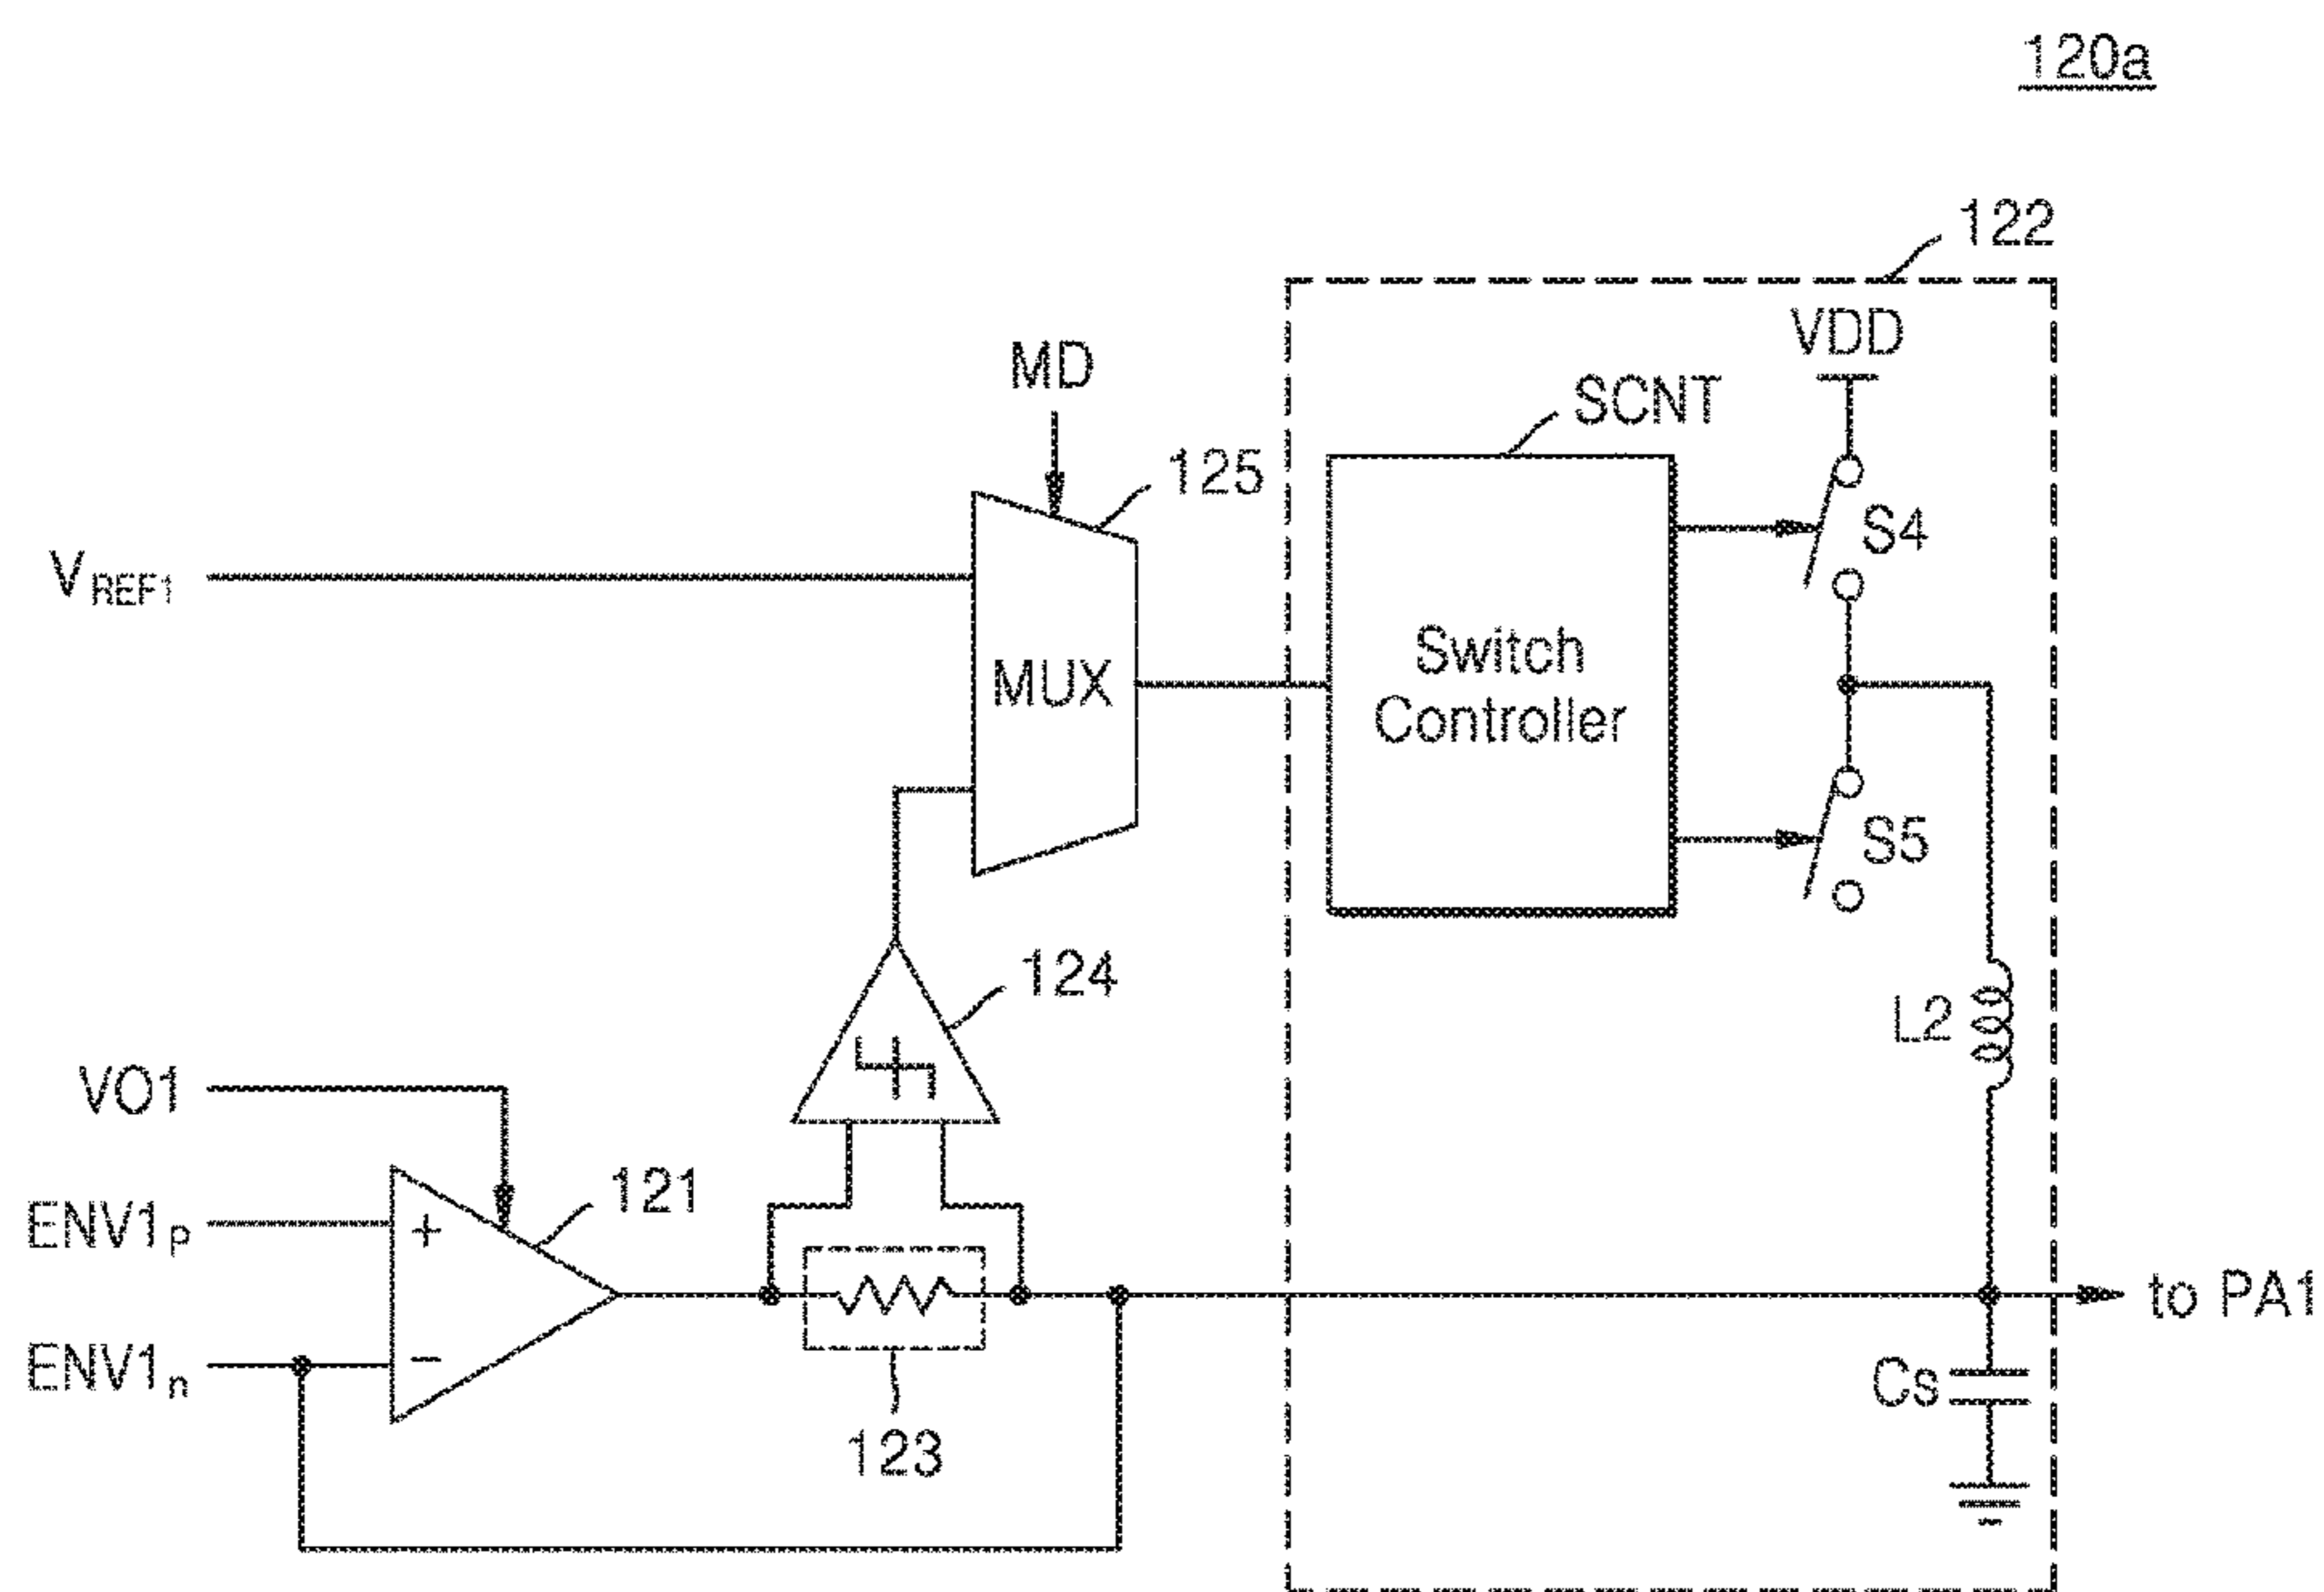 120a
122
VDD
MD
SCNT
125
S4
VREF1
Switch
Controller
MUX
S5
124
L2
VO1
121
ENV1p
+
to PA1
ENV1n
−
Cs
123